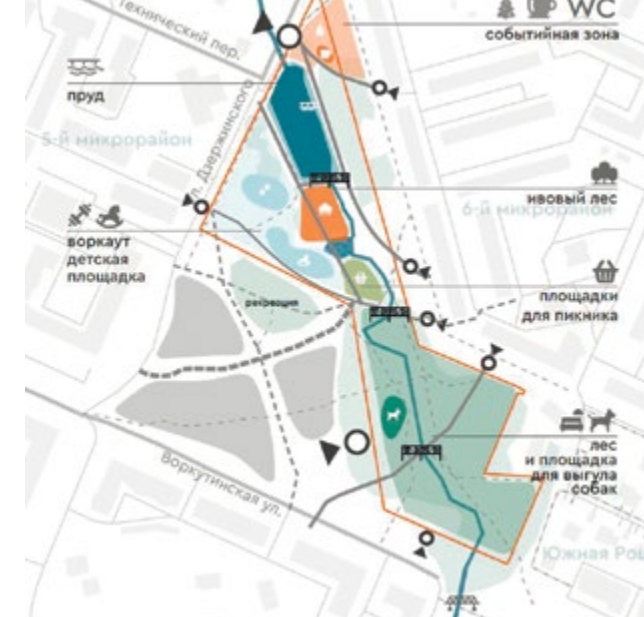 WC
событийная зона
Технический пер.
пруд
ул. Дзержинского
5-й микрорайон
ивовый лес
6-й микрорайон
воркаут
детская
площадка
рекреация
площадки
для пикника
лес
и площадка
для выгула
собак
Воркутинская ул.
Южная